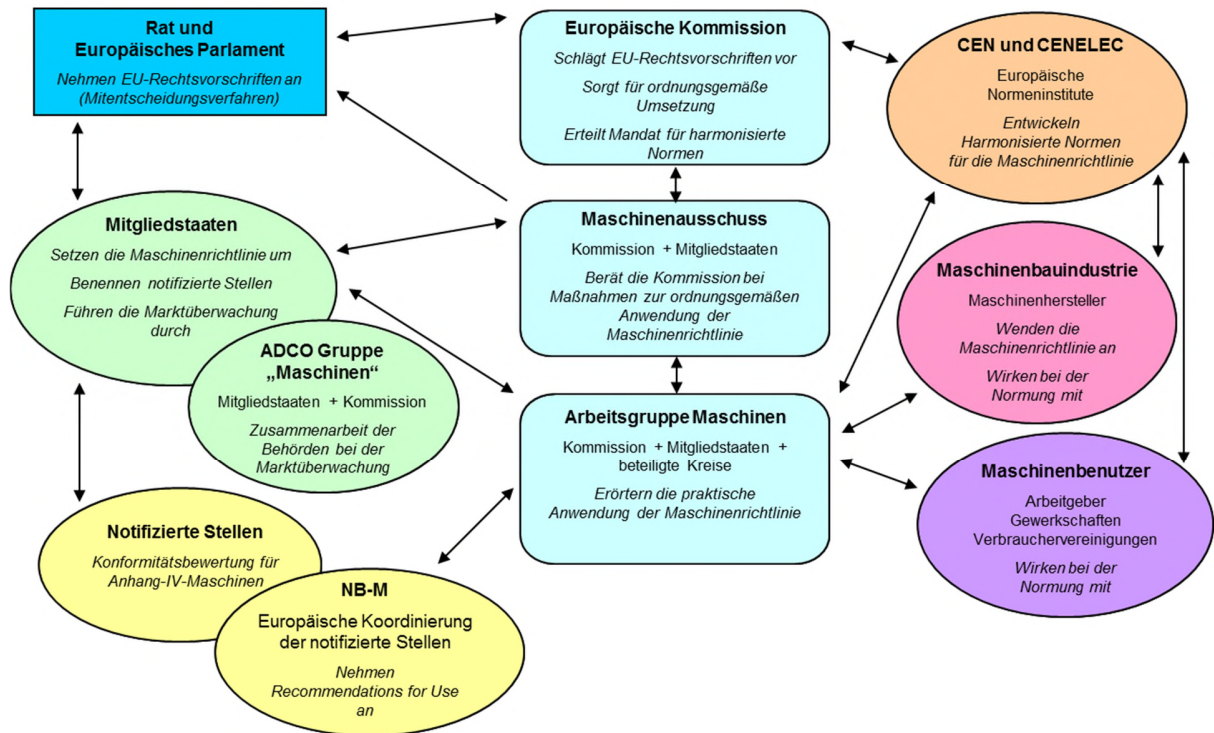 Rat und
Europäisches Parlament
Nehmen EU-Rechtsvorschriften an
(Mitentscheidungsverfahren)
Europäische Kommission
Schlägt EU-Rechtsvorschriften vor
Sorgt für ordnungsgemäße
Umsetzung
Erteilt Mandat für harmonisierte
Normen
CEN und CENELEC
Europäische
Normeninstitute
Entwickeln
Harmonisierte Normen
für die Maschinenrichtlinie
Mitgliedstaaten
Setzen die Maschinenrichtlinie um
Benennen notifizierte Stellen
Führen die Marktüberwachung
durch
Maschinenausschuss
Kommission + Mitgliedstaaten
Berät die Kommission bei
Maßnahmen zur ordnungsgemäßen
Anwendung der
Maschinenrichtlinie
Maschinenbauindustrie
Maschinenhersteller
Wenden die
Maschinenrichtlinie an
Wirken bei der
Normung mit
ADCO Gruppe
„Maschinen“
Mitgliedstaaten + Kommission
Zusammenarbeit der
Behörden bei der
Marktüberwachung
Arbeitsgruppe Maschinen
Kommission + Mitgliedstaaten +
beteiligte Kreise
Erörtern die praktische
Anwendung der Maschinenrichtlinie
Maschinenbenutzer
Arbeitgeber
Gewerkschaften
Verbrauchervereinigungen
Wirken bei der
Normung mit
Notifizierte Stellen
Konformitätsbewertung für
Anhang-IV-Maschinen
NB-M
Europäische Koordinierung
der notifizierte Stellen
Nehmen
Recommendations for Use
an